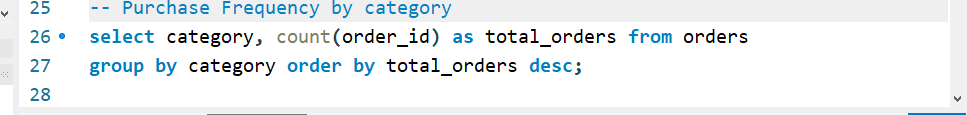 25 -- Purchase Frequency by category
26 select category, count(order_id) as total_orders from orders
27 group by category order by total_orders desc;
28